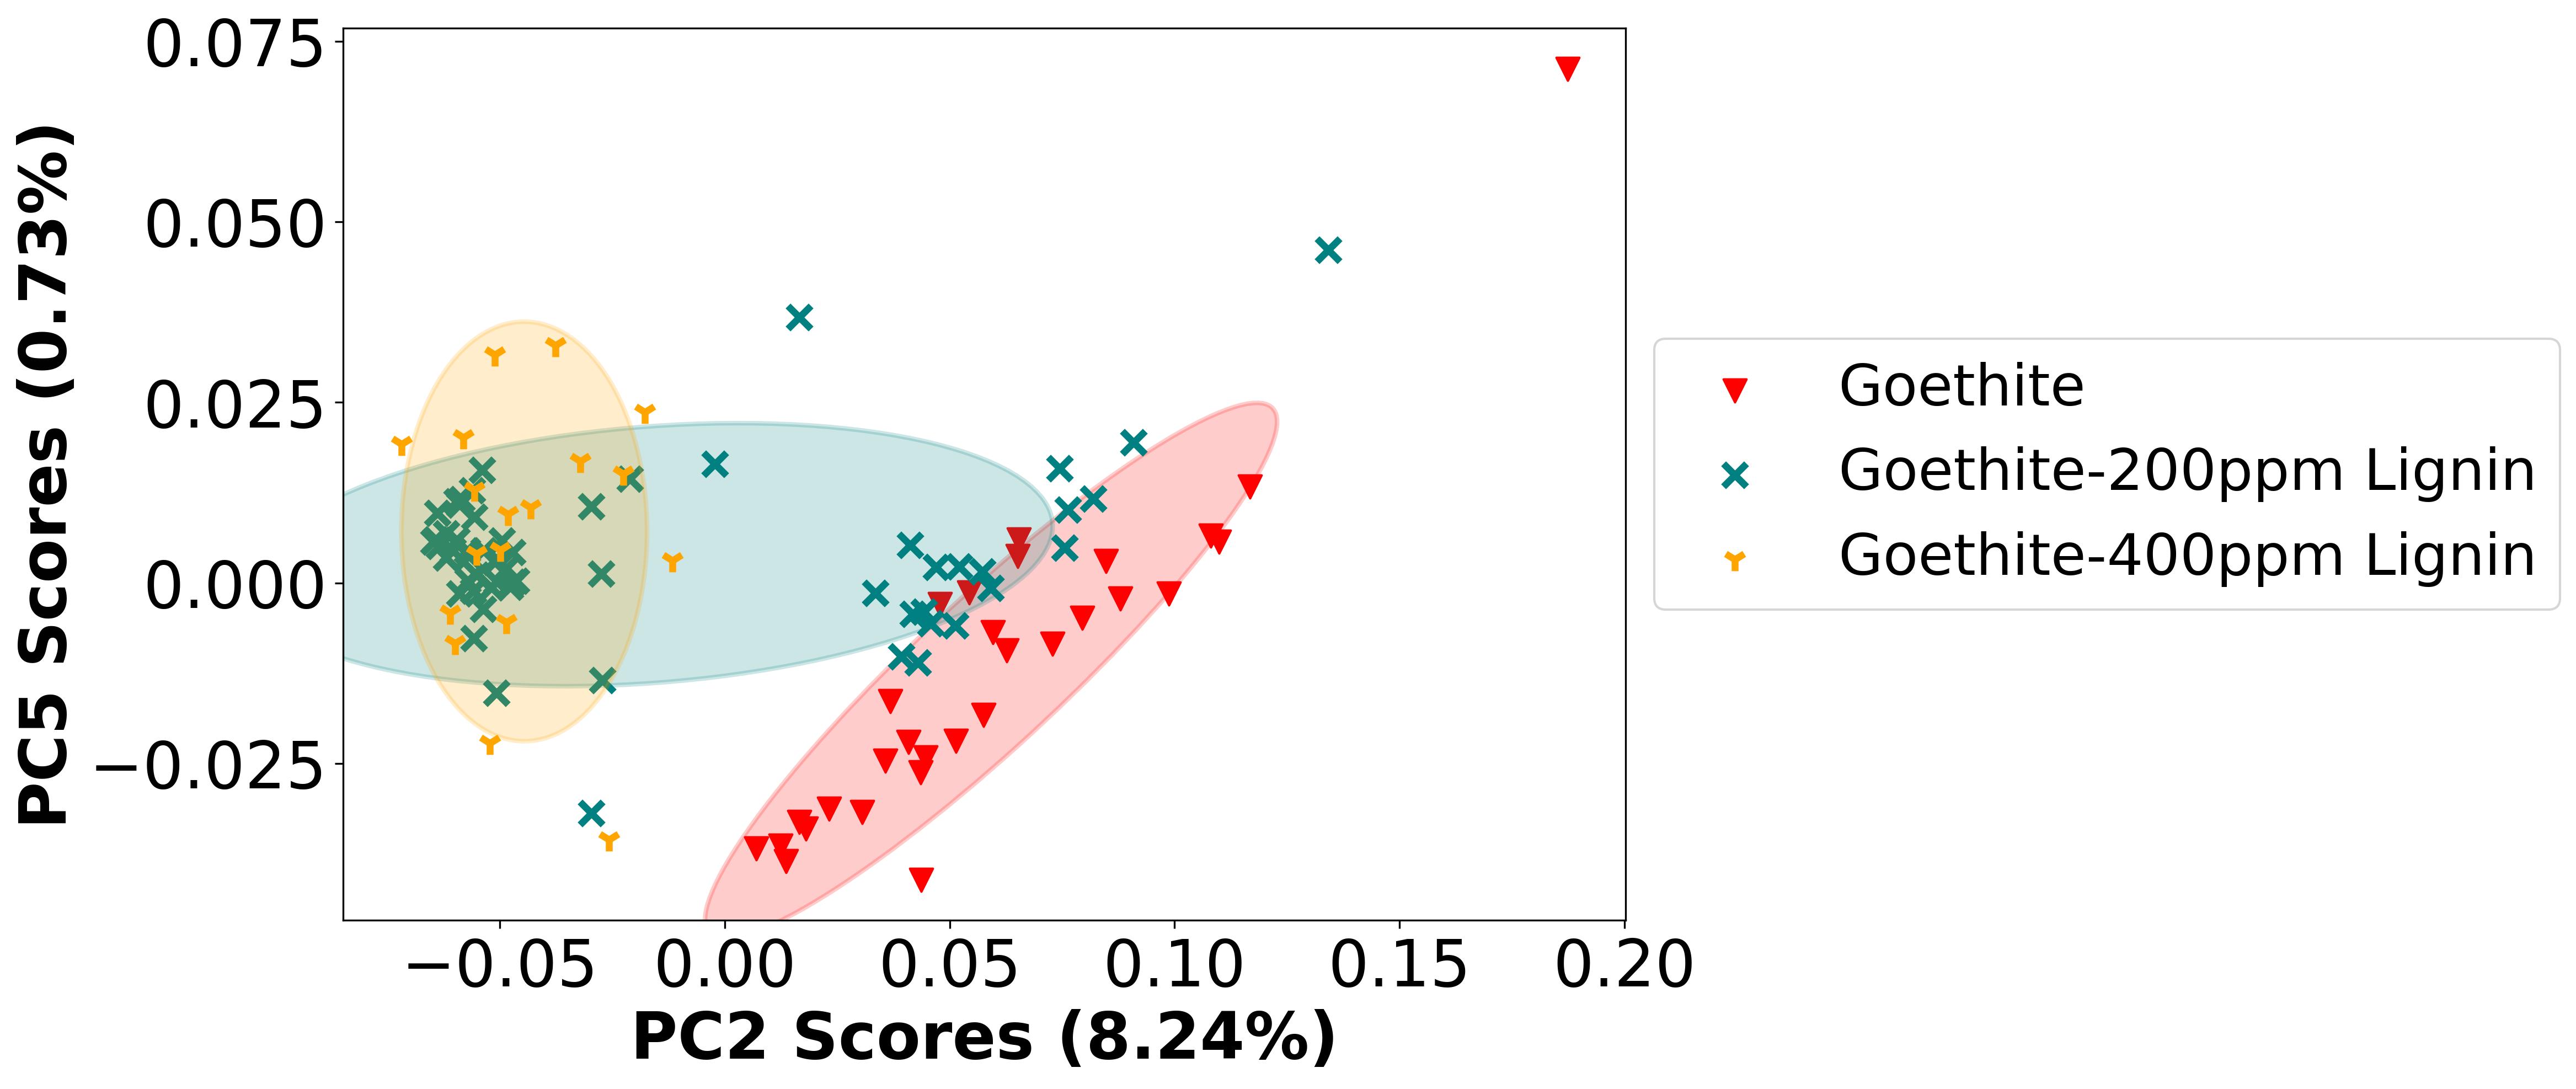 0.075
0.050
0.025
0.000
−0.025
PC5 Scores (0.73%)
−0.05 0.00 0.05 0.10 0.15 0.20
PC2 Scores (8.24%)
Goethite
Goethite-200ppm Lignin
Goethite-400ppm Lignin